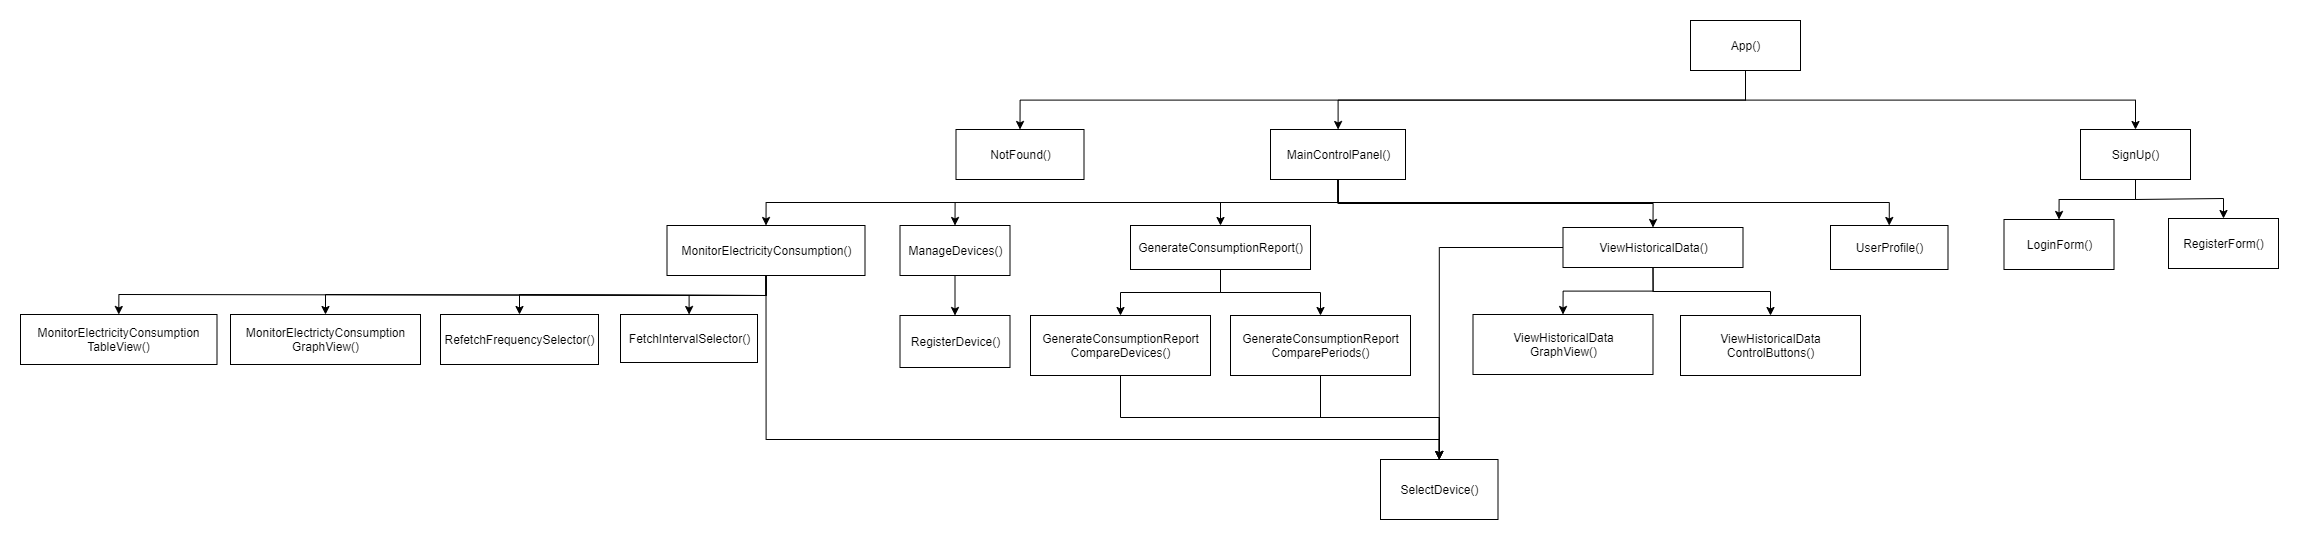 App()
NotFound()
MainControlPanel()
SignUp()
MonitorElectricityConsumption()
ManageDevices()
GenerateConsumptionReport()
ViewHistoricalData()
UserProfile()
LoginForm()
RegisterForm()
MonitorElectricityConsumption
TableView()
MonitorElectrictyConsumption
GraphView()
RefetchFrequencySelector()
FetchIntervalSelector()
RegisterDevice()
GenerateConsumptionReport
CompareDevices()
GenerateConsumptionReport
ComparePeriods()
ViewHistoricalData
GraphView()
ViewHistoricalData
ControlButtons()
SelectDevice()